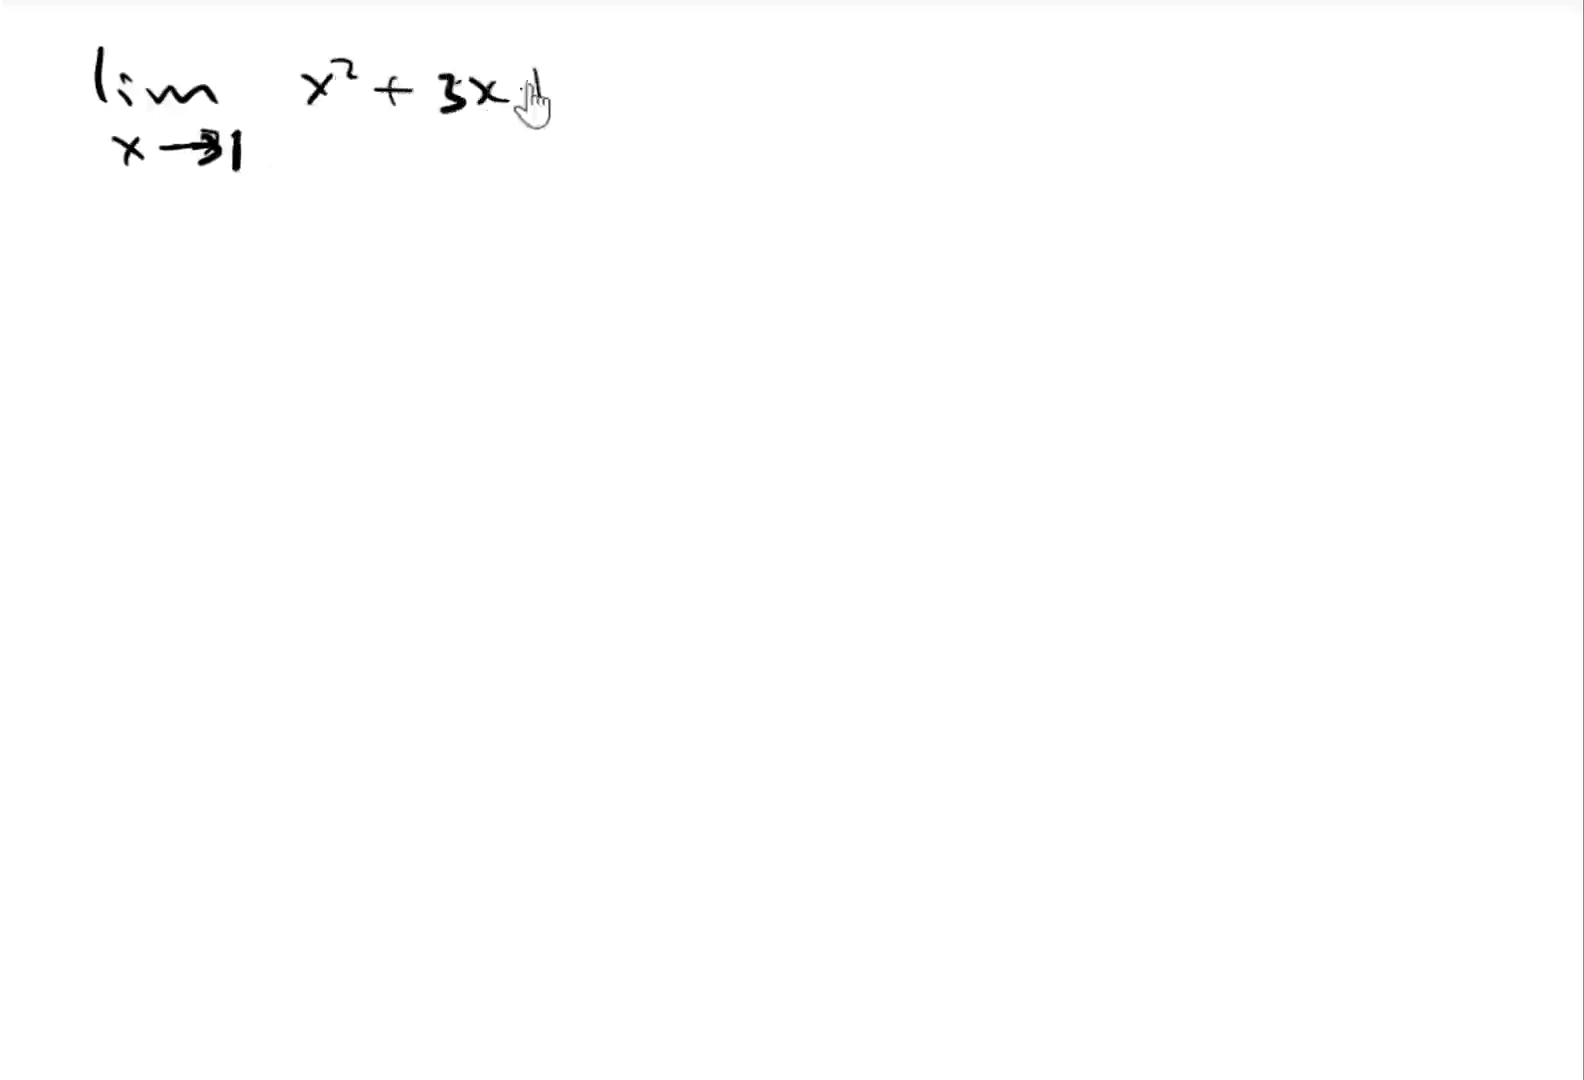 lim x² + 3x
x → 1